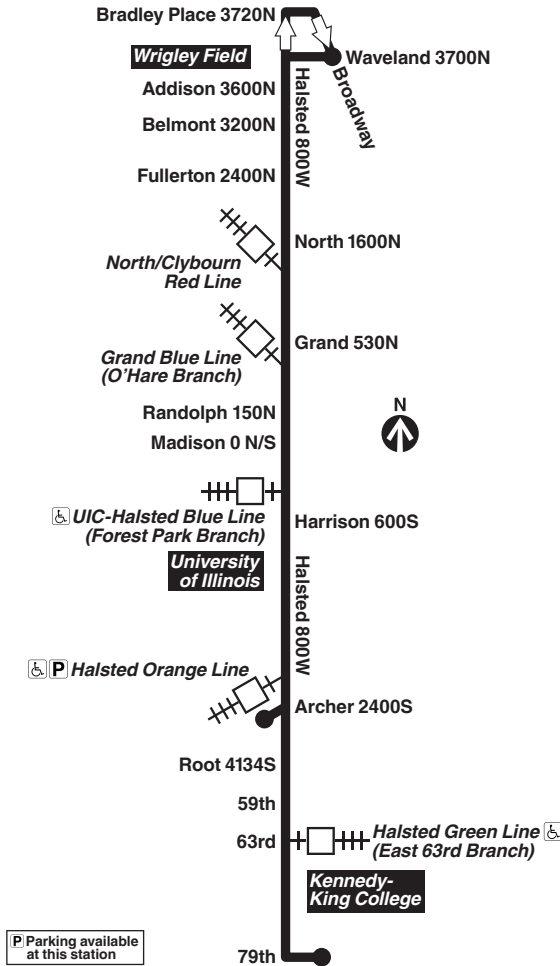 Bradley Place 3720N
Wrigley Field
Waveland 3700N
Addison 3600N
Halsted 800W
Broadway
Belmont 3200N
Fullerton 2400N
North 1600N
North/Clybourn
Red Line
Grand 530N
Grand Blue Line
(O'Hare Branch)
Randolph 150N
N
Madison 0 N/S
UIC-Halsted Blue Line
(Forest Park Branch)
Harrison 600S
University
of Illinois
Halsted 800W
P Halsted Orange Line
Archer 2400S
Root 4134S
59th
63rd
Halsted Green Line
(East 63rd Branch)
Kennedy-
King College
P Parking available
at this station
79th